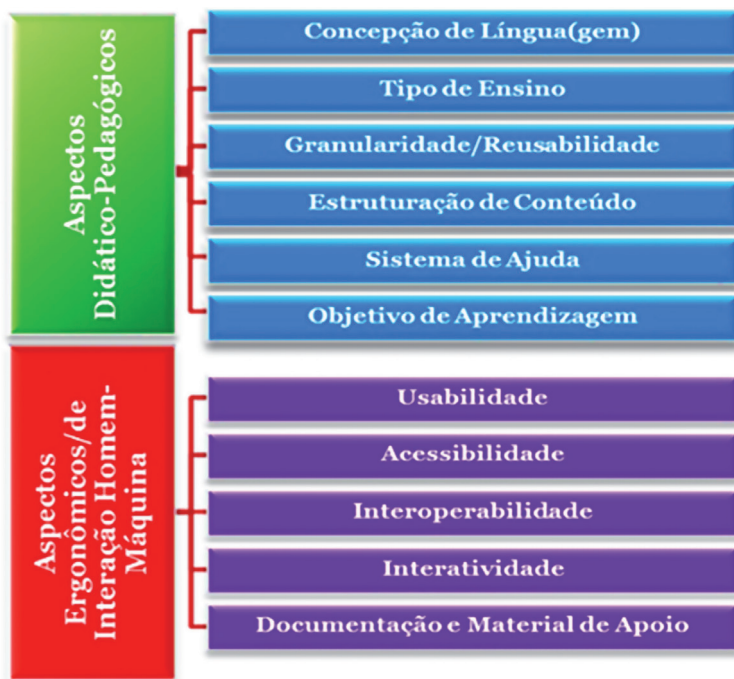 Aspectos
Didático-Pedagógicos
Concepção de Língua(gem)
Tipo de Ensino
Granularidade/Reusabilidade
Estruturação de Conteúdo
Sistema de Ajuda
Objetivo de Aprendizagem
Aspectos
Ergonômicos/de
Interação Homem-
Máquina
Usabilidade
Acessibilidade
Interoperabilidade
Interatividade
Documentação e Material de Apoio